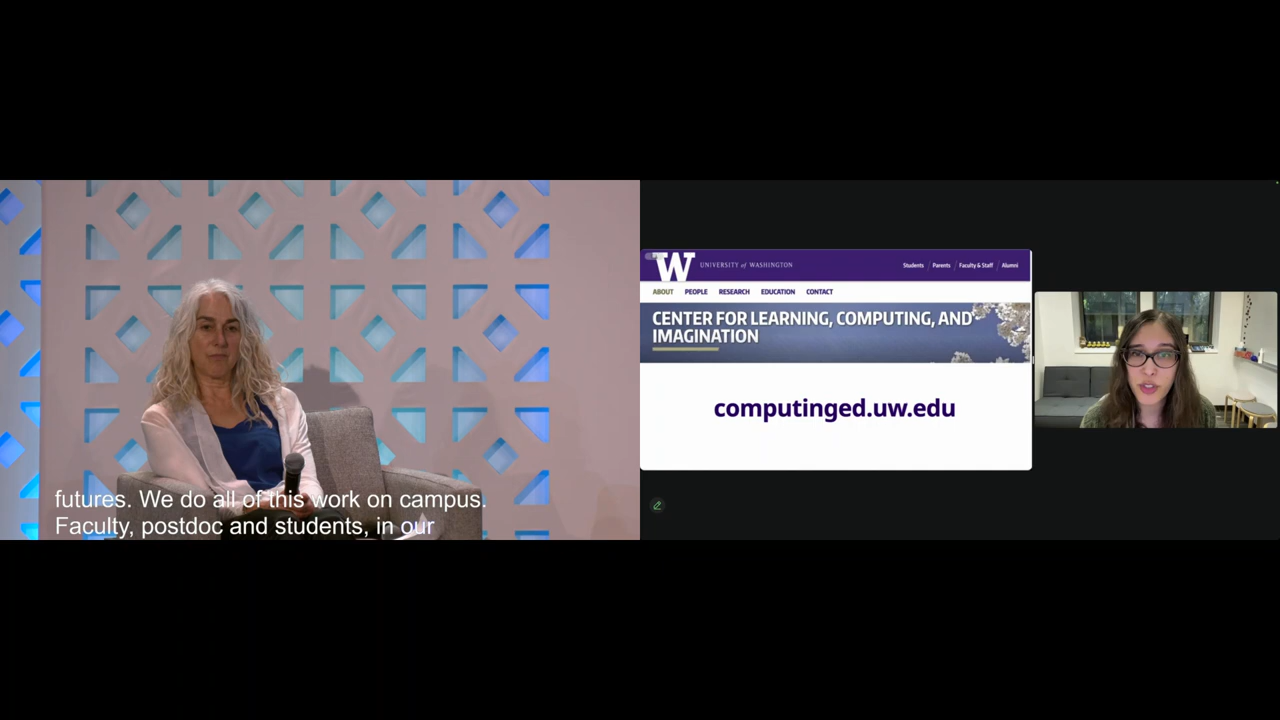 futures. We do all of this work on campus.
Faculty, postdoc and students, in our
W UNIVERSITY of WASHINGTON
Students Parents Faculty & Staff Alumni
ABOUT PEOPLE RESEARCH EDUCATION CONTACT
CENTER FOR LEARNING, COMPUTING, AND
IMAGINATION
computinged.uw.edu